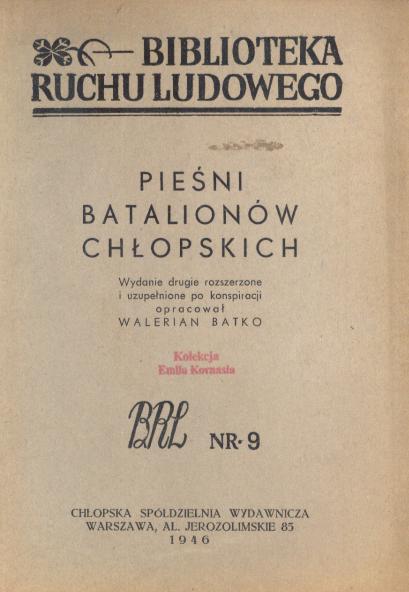 BIBLIOTEKA
RUCHU LUDOWEGO
PIEŚNI
BATALIONÓW
CHŁOPSKICH
Wydanie drugie rozszerzone
i uzupełnione po konspiracji
opracował
WALERIAN BATKO
Kolekcja
Emila Kornasia
BRL NR·9
CHŁOPSKA SPÓŁDZIELNIA WYDAWNICZA
WARSZAWA, AL. JEROZOLIMSKIE 85
1946